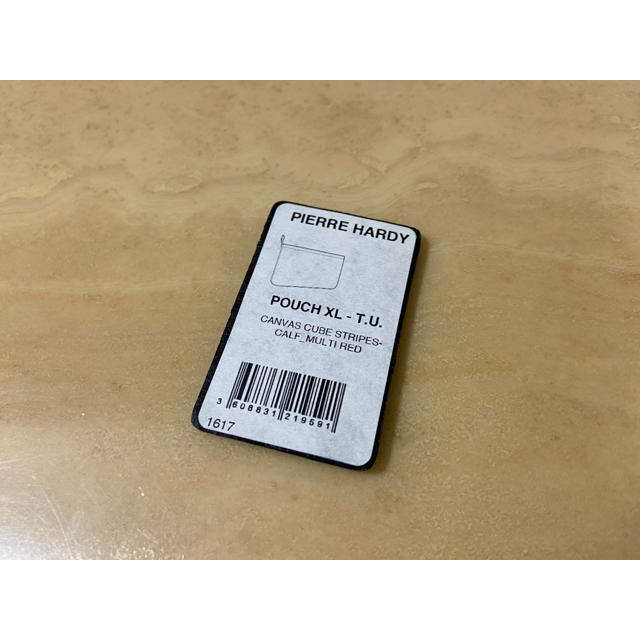 PIERRE HARDY
POUCH XL - T.U.
CANVAS CUBE STRIPES-
CALF_MULTI RED
3 608831 219591
1617